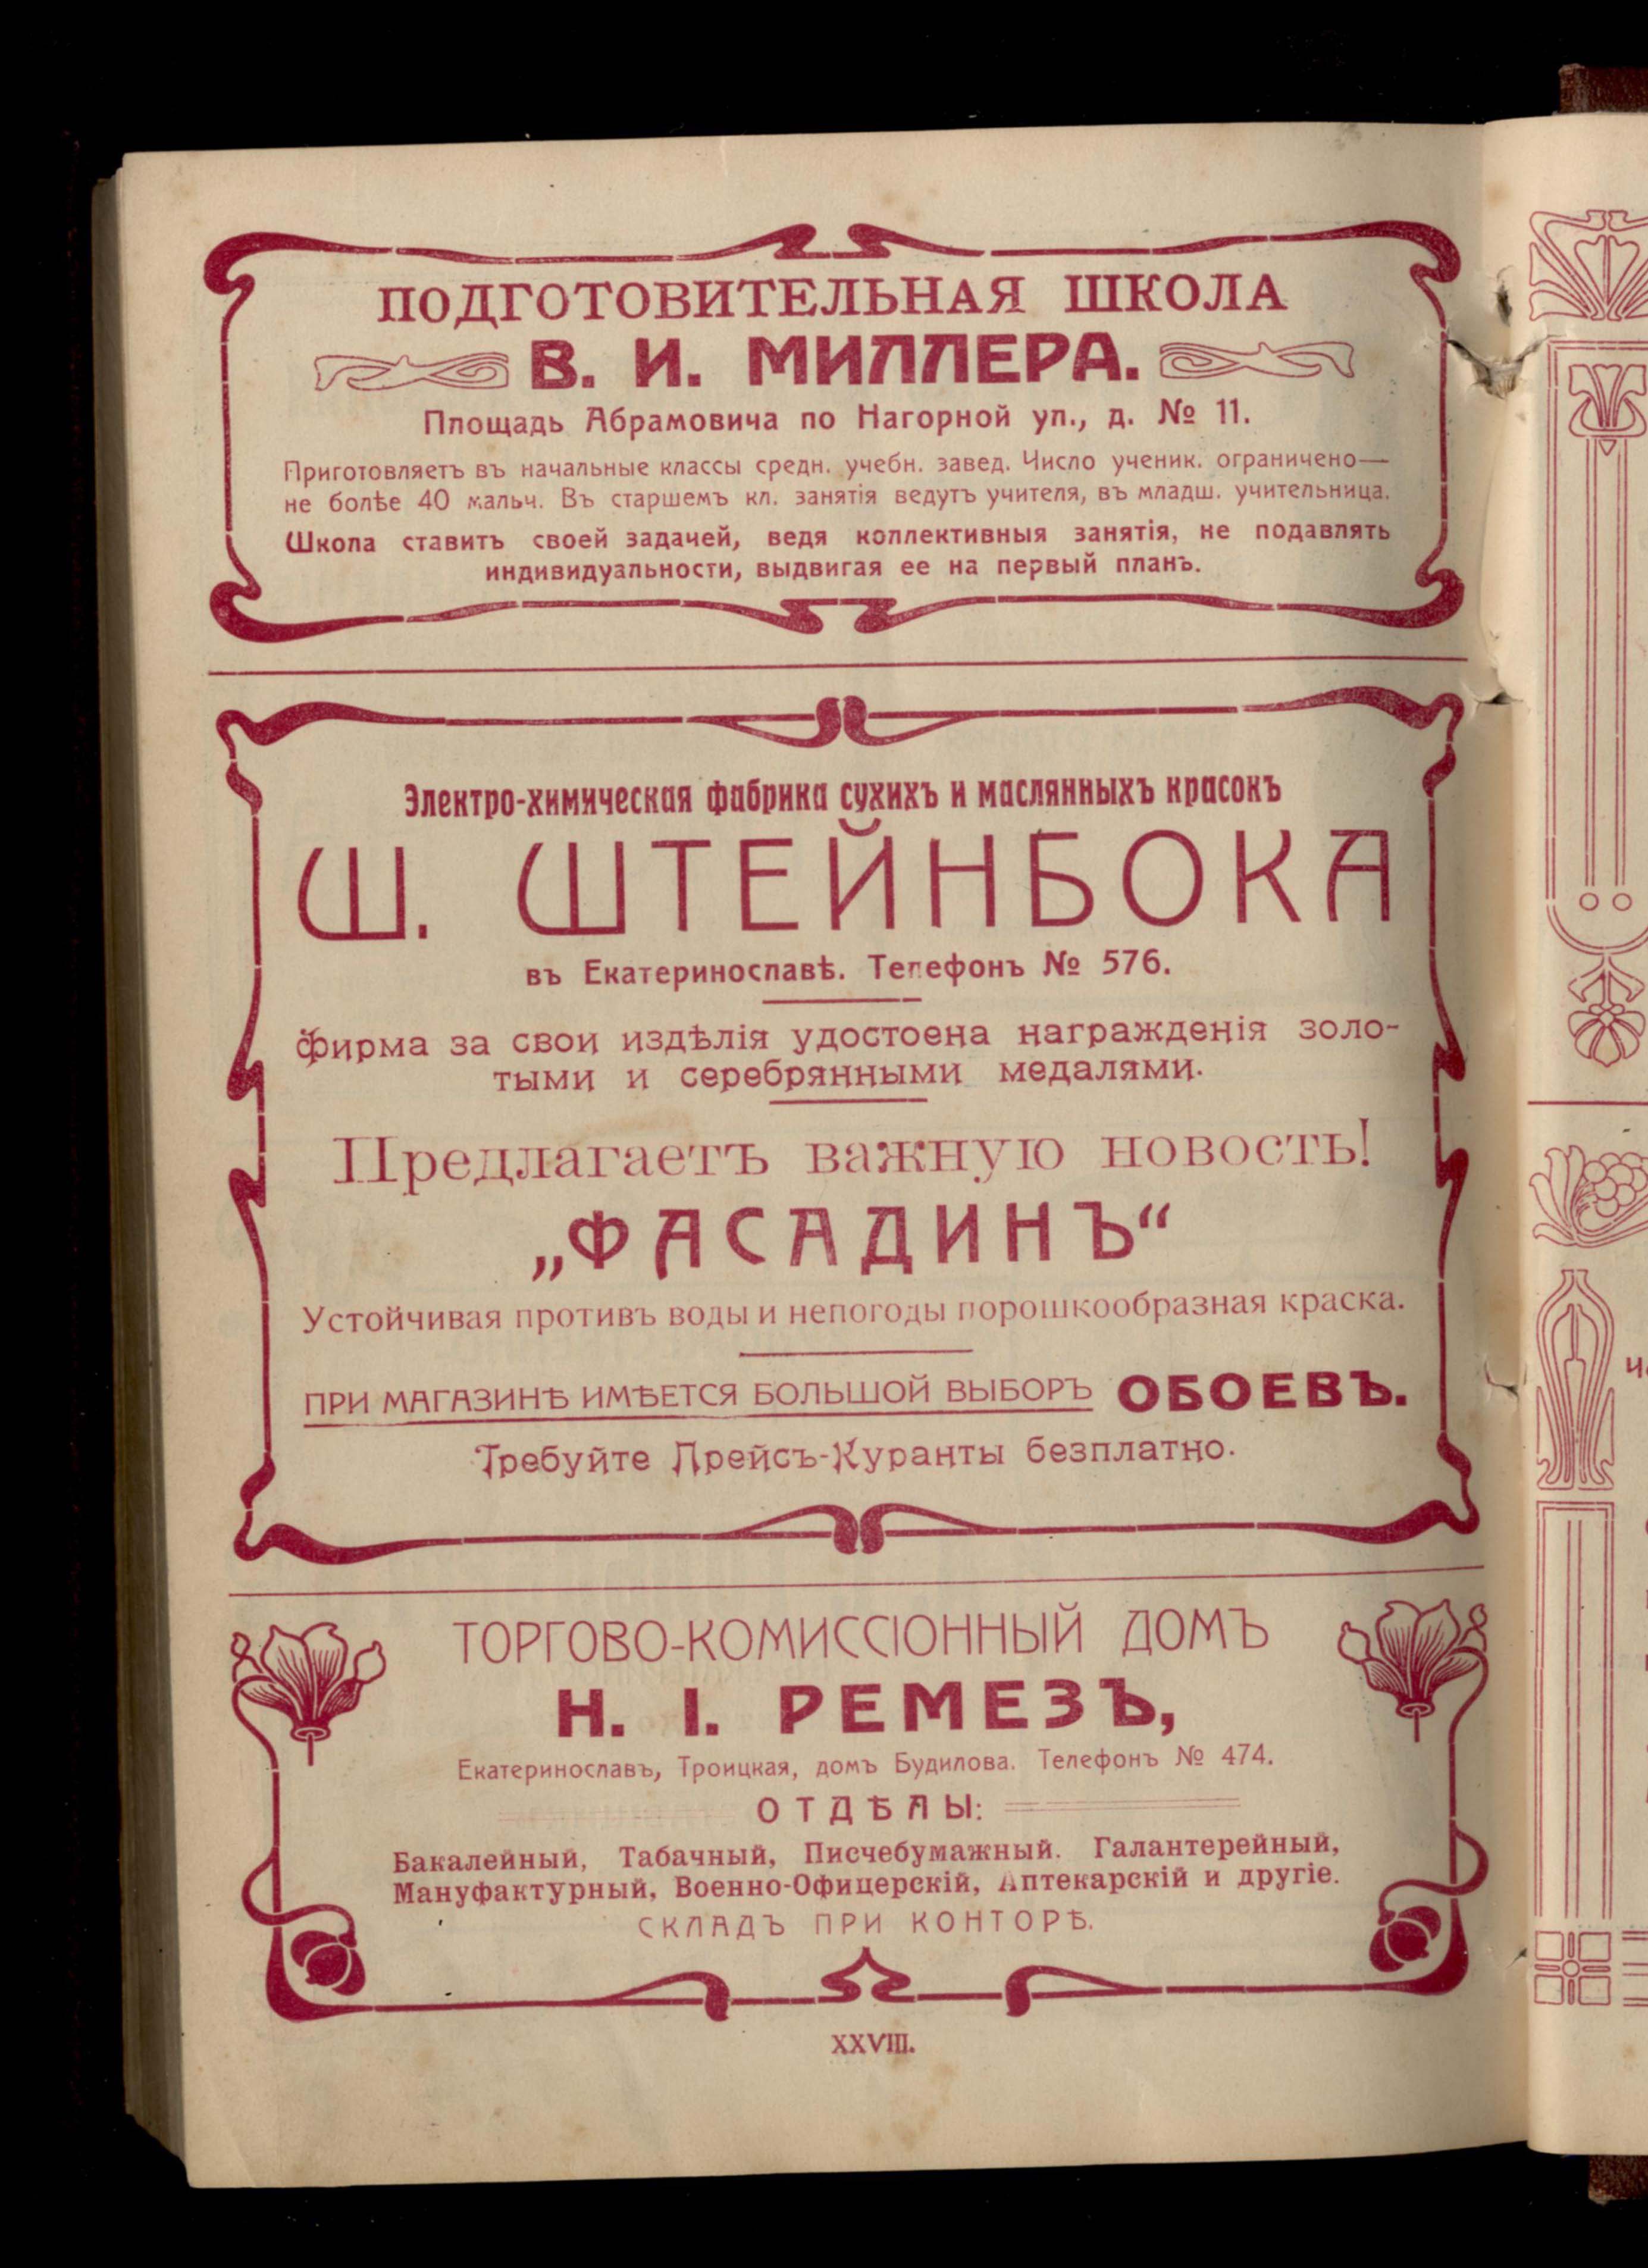 ПОДГОТОВИТЕЛЬНАЯ ШКОЛА
В. И. МИЛЛЕРА.
Площадь Абрамовича по Нагорной ул., д. № 11.
Приготовляетъ въ начальные классы средн. учебн. завед. Число ученик. ограничено—
не болѣе 40 мальч. Въ старшемъ кл. занятія ведутъ учителя, въ младш. учительница.
Школа ставитъ своей задачей, ведя коллективныя занятія, не подавлять
индивидуальности, выдвигая ее на первый планъ.
Электро-химическая фабрика сухихъ и маслянныхъ красокъ
Ш. ШТЕЙНБОКА
въ Екатеринославѣ. Телефонъ № 576.
Фирма за свои издѣлія удостоена награжденія золо-
тыми и серебрянными медалями.
Предлагаетъ важную новость!
„ФАСАДИНЪ“
Устойчивая противъ воды и непогоды порошкообразная краска.
ПРИ МАГАЗИНѢ ИМѢЕТСЯ БОЛЬШОЙ ВЫБОРЪ ОБОЕВЪ.
Требуйте Прейсъ-Куранты безплатно.
ТОРГОВО-КОМИССІОННЫЙ ДОМЪ
Н. І. РЕМЕЗЪ,
Екатеринославъ, Троицкая, домъ Будилова. Телефонъ № 474.
ОТДѢЛЫ:
Бакалейный, Табачный, Писчебумажный. Галантерейный,
Мануфактурный, Военно-Офицерскій, Аптекарскій и другіе.
СКЛАДЪ ПРИ КОНТОРѢ.
XXVIII.